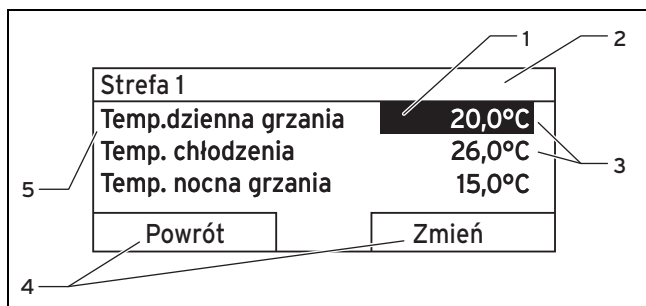 1 2
Strefa 1
Temp.dzienna grzania 20,0°C
Temp. chłodzenia 26,0°C
3
Temp. nocna grzania 15,0°C
5
Powrót Zmień
4